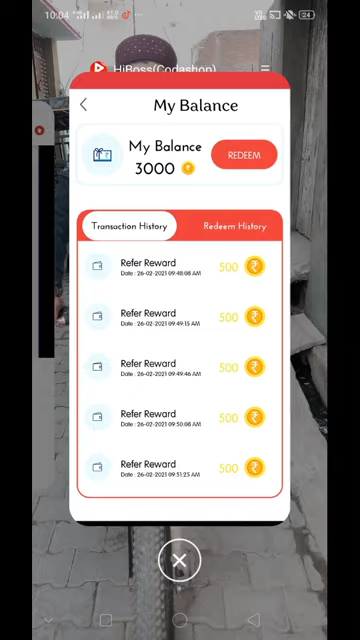 10:04
24
HiBoss(Codashop)
My Balance
My Balance
REDEEM
3000
Transaction History
Redeem History
Refer Reward
500
Date : 26-02-2021 09:48:08 AM
Refer Reward
500
Date : 26-02-2021 09:49:15 AM
Refer Reward
500
Date : 26-02-2021 09:49:46 AM
Refer Reward
500
Date : 26-02-2021 09:50:08 AM
Refer Reward
500
Date : 26-02-2021 09:51:25 AM